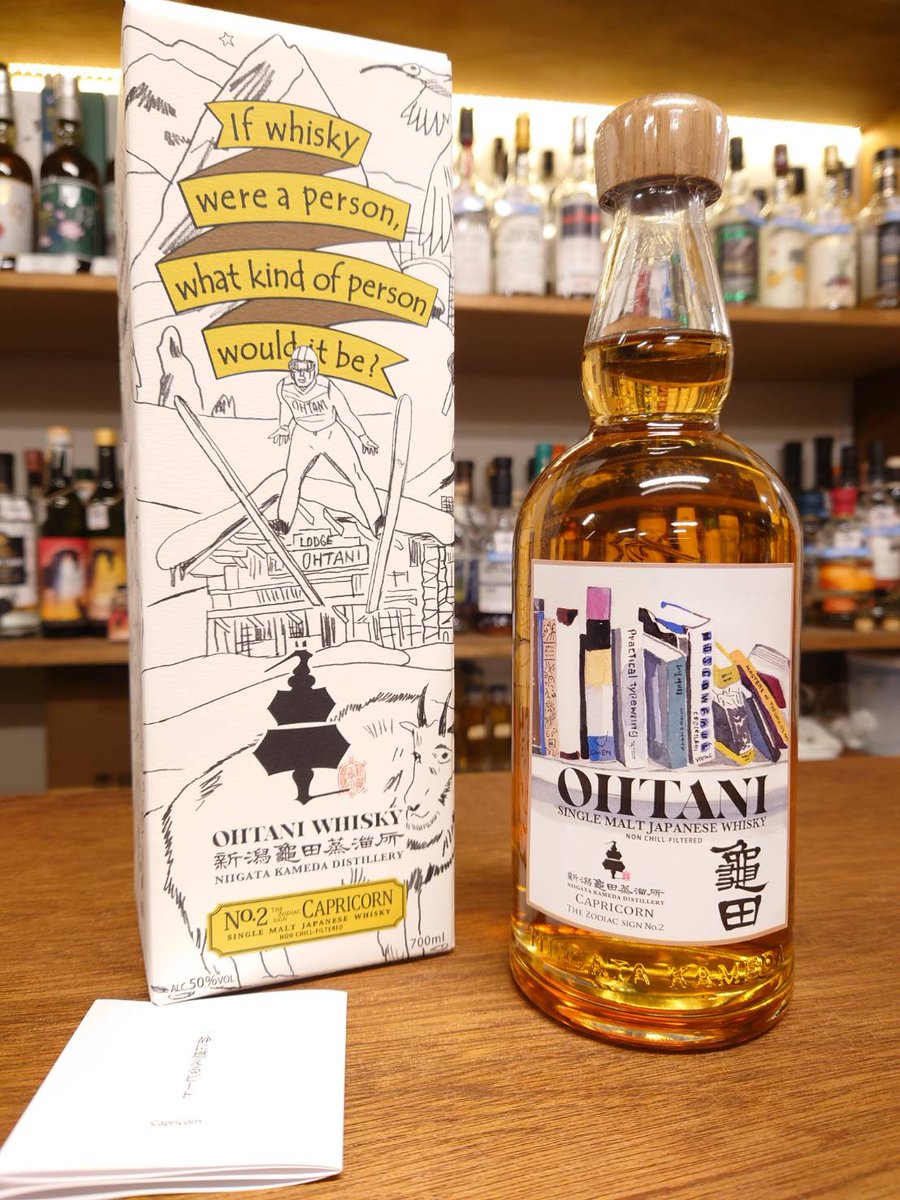 If whisky
were a person,
what kind of person
would it be?
OHTANI
LODGE
OHTANI
OHTANI WHISKY
新潟亀田蒸溜所
NIIGATA KAMEDA DISTILLERY
No.2 THE ZODIAC SIGN CAPRICORN
SINGLE MALT JAPANESE WHISKY
NON CHILL-FILTERED
ALC.50%VOL
700ml
Capricorn
Practical typewriting
OHTANI
SINGLE MALT JAPANESE WHISKY
NON CHILL-FILTERED
新潟亀田蒸溜所
NIIGATA KAMEDA DISTILLERY
CAPRICORN
THE ZODIAC SIGN No.2
龜田
NIIGATA KAMEDA